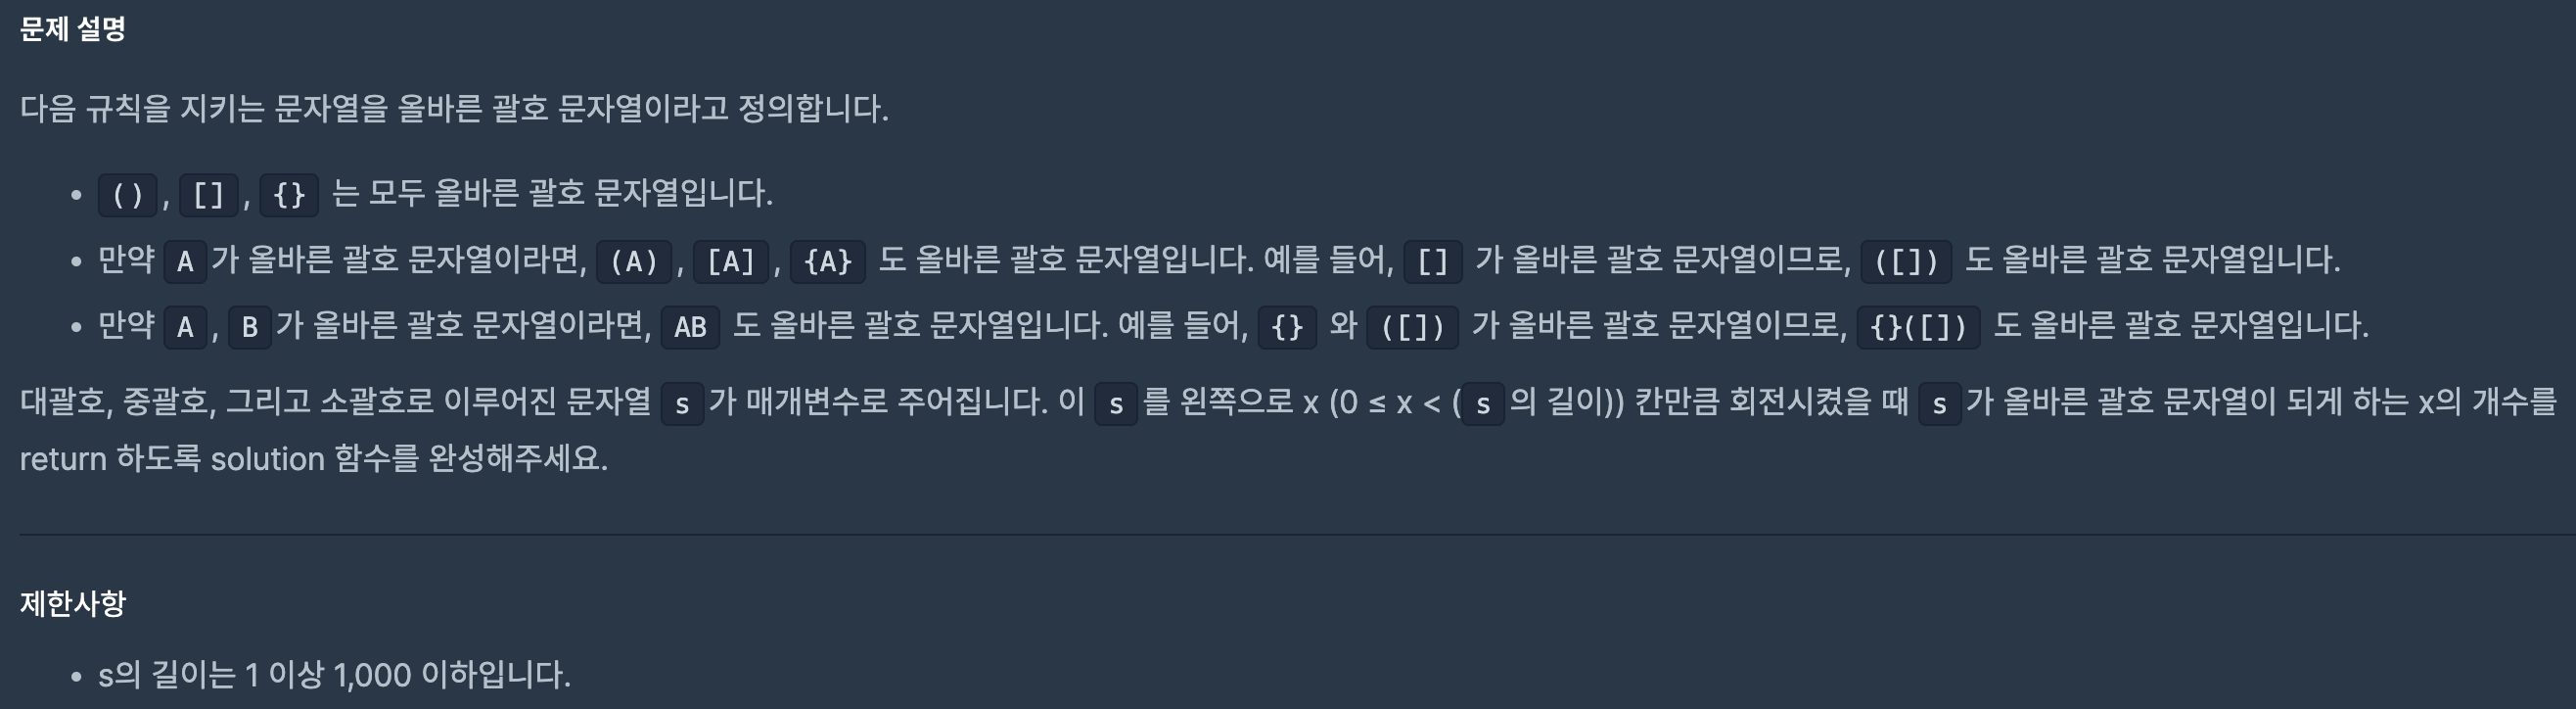 문제 설명
다음 규칙을 지키는 문자열을 올바른 괄호 문자열이라고 정의합니다.
• (), [], {} 는 모두 올바른 괄호 문자열입니다.
• 만약 A가 올바른 괄호 문자열이라면, (A), [A], {A} 도 올바른 괄호 문자열입니다. 예를 들어, [] 가 올바른 괄호 문자열이므로, ([]) 도 올바른 괄호 문자열입니다.
• 만약 A, B가 올바른 괄호 문자열이라면, AB 도 올바른 괄호 문자열입니다. 예를 들어, {} 와 ([]) 가 올바른 괄호 문자열이므로, {}([]) 도 올바른 괄호 문자열입니다.
대괄호, 중괄호, 그리고 소괄호로 이루어진 문자열 s가 매개변수로 주어집니다. 이 s를 왼쪽으로 x (0 ≤ x < (s의 길이)) 칸만큼 회전시켰을 때 s가 올바른 괄호 문자열이 되게 하는 x의 개수를
return 하도록 solution 함수를 완성해주세요.
제한사항
• s의 길이는 1 이상 1,000 이하입니다.